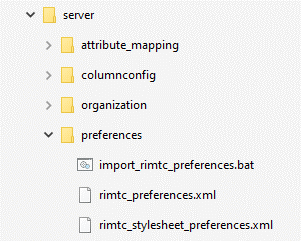 server
attribute_mapping
columnconfig
organization
preferences
import_rimtc_preferences.bat
rimtc_preferences.xml
rimtc_stylesheet_preferences.xml